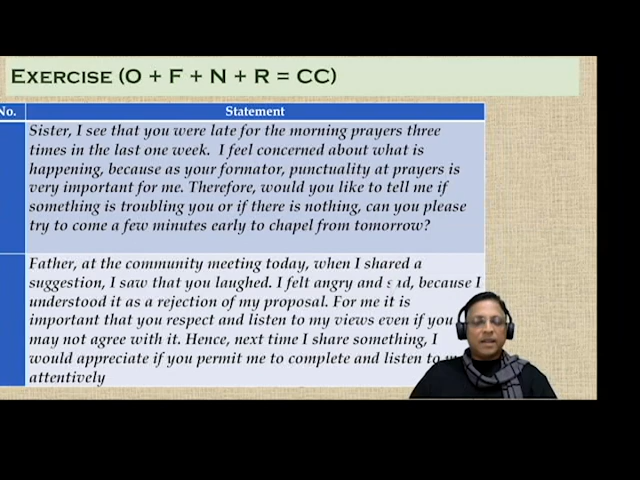 Exercise (O + F + N + R = CC)
No. Statement
Sister, I see that you were late for the morning prayers three
times in the last one week. I feel concerned about what is
happening, because as your formator, punctuality at prayers is
very important for me. Therefore, would you like to tell me if
something is troubling you or if there is nothing, can you please
try to come a few minutes early to chapel from tomorrow?
Father, at the community meeting today, when I shared a
suggestion, I saw that you laughed. I felt angry and sad, because I
understood it as a rejection of my proposal. For me it is
important that you respect and listen to my views even if you
may not agree with it. Hence, next time I share something, I
would appreciate if you permit me to complete and listen to
attentively